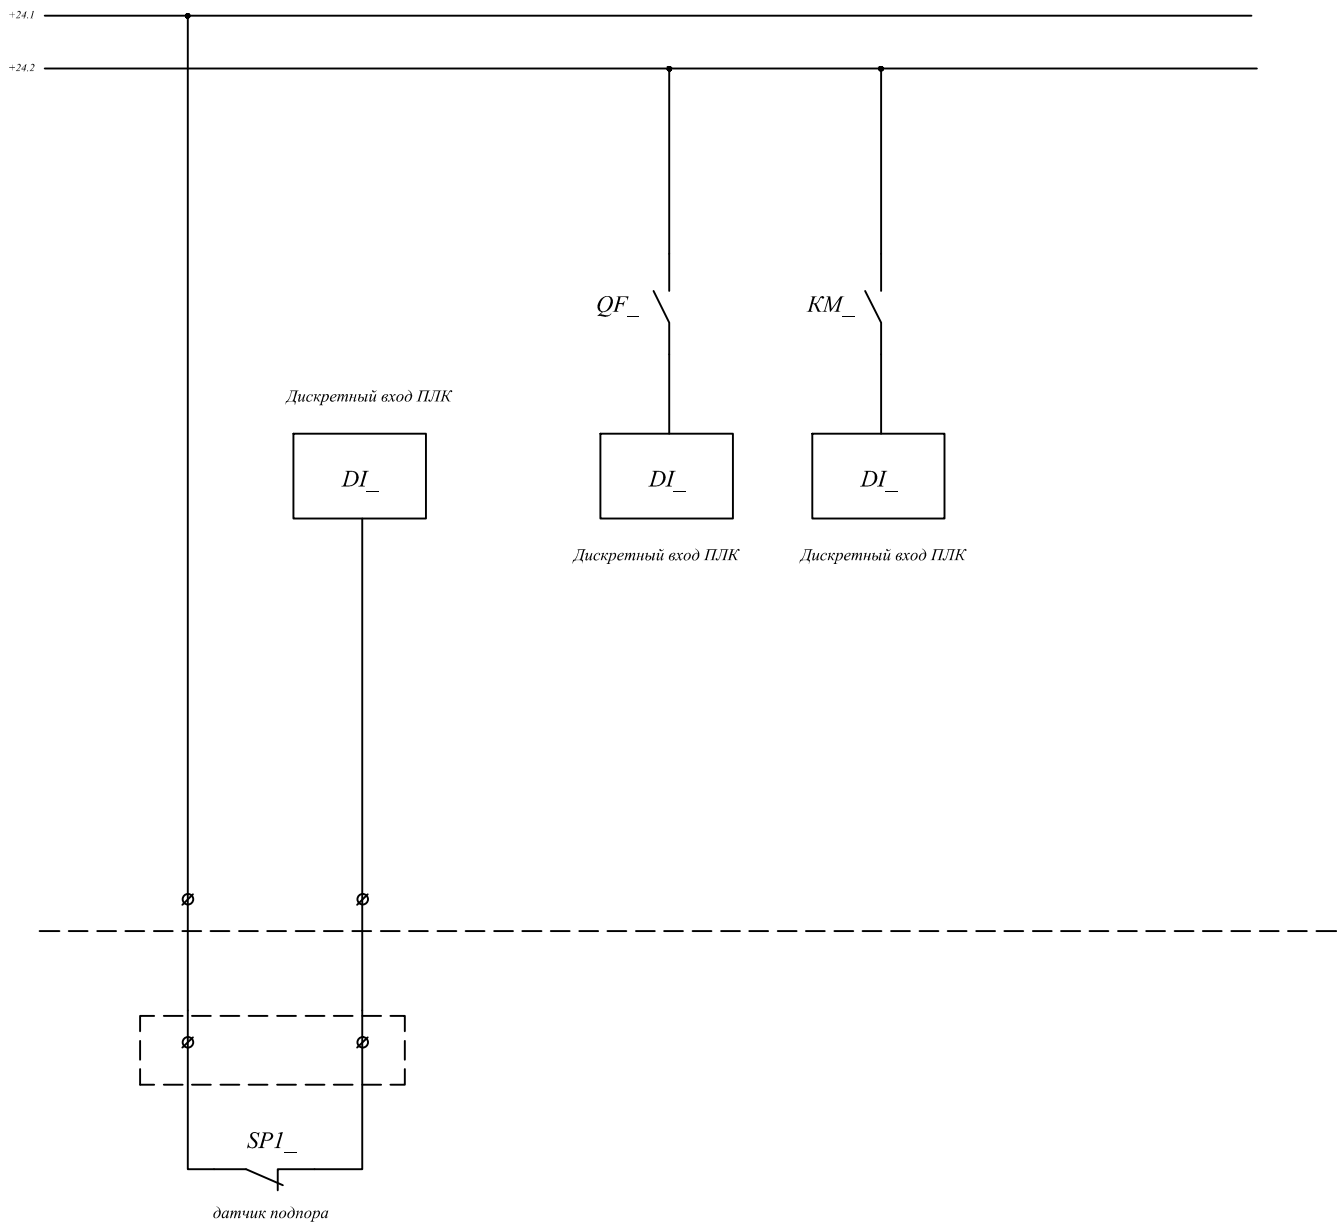 +24.1
+24.2
QF_
KM_
Дискретный вход ПЛК
DI_
DI_
DI_
Дискретный вход ПЛК
Дискретный вход ПЛК
SP1_
датчик подпора